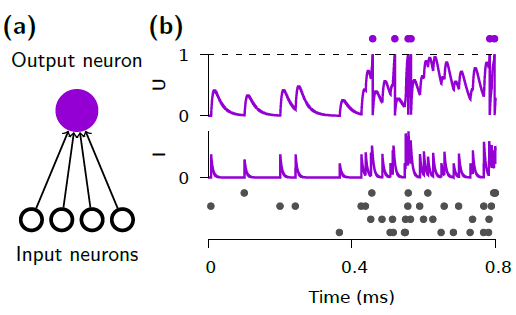 (a)
Output neuron
Input neurons
(b)
1
U
0
I
0
0
0.4
0.8
Time (ms)